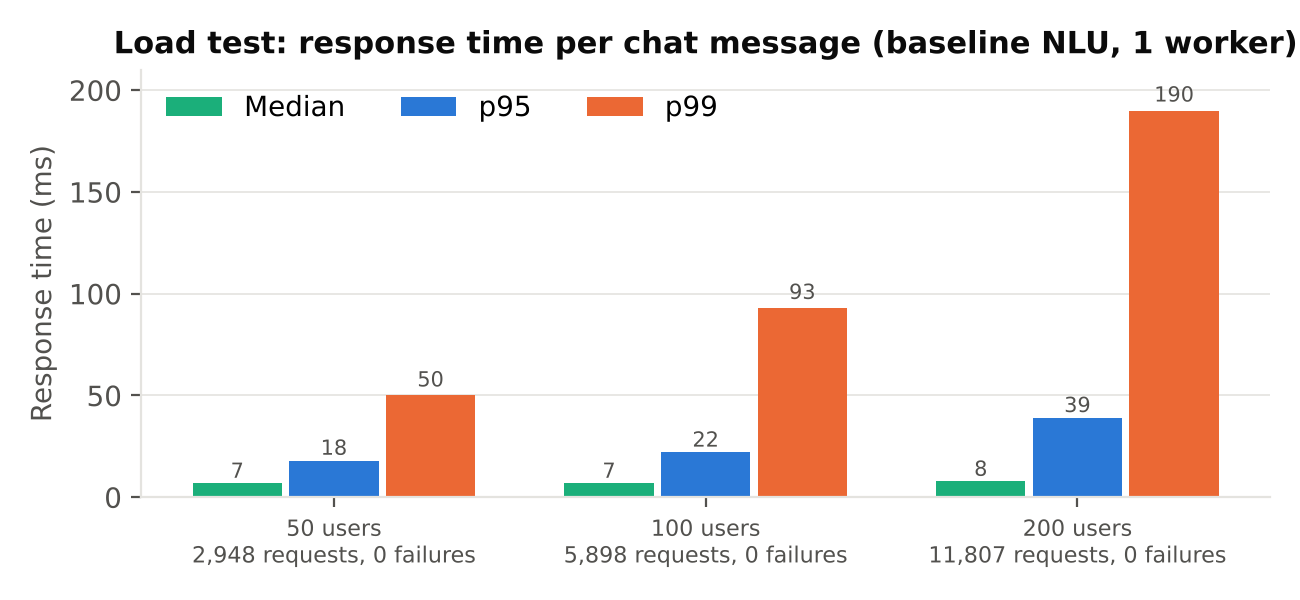 Load test: response time per chat message (baseline NLU, 1 worker)
Response time (ms)
200
150
100
50
0
Median p95 p99
7 18 50
7 22 93
8 39 190
50 users
2,948 requests, 0 failures
100 users
5,898 requests, 0 failures
200 users
11,807 requests, 0 failures